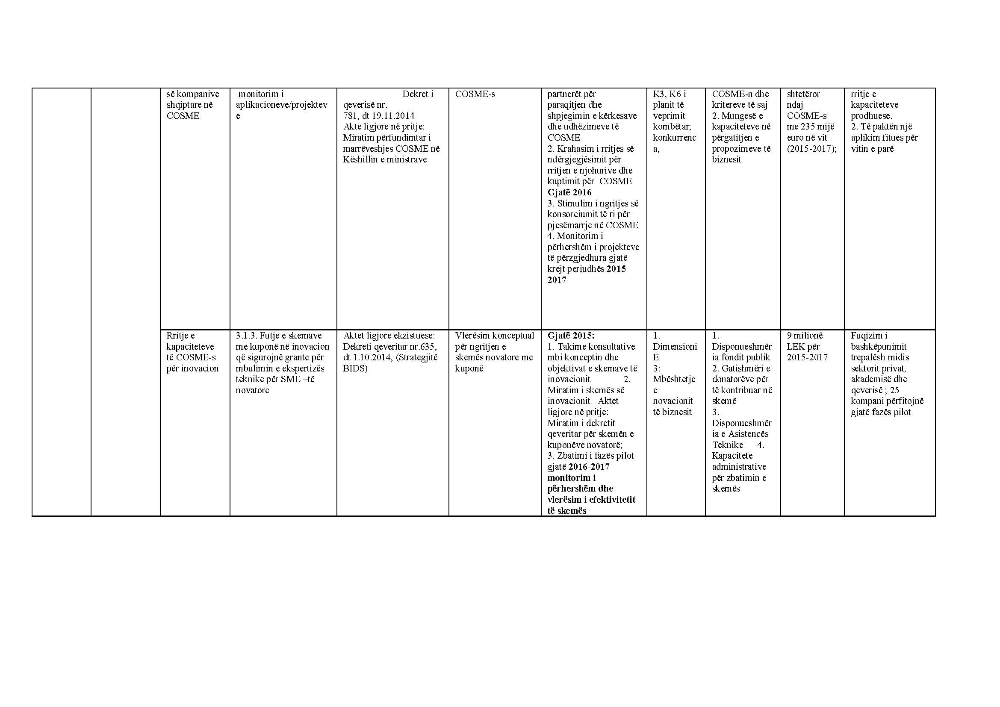 së kompanive
shqiptare në
COSME
monitorim i
aplikacioneve/projektev
e
Dekret i
qeverisë nr.
781, dt 19.11.2014
Akte ligjore në pritje:
Miratim përfundimtar i
marrëveshjes COSME në
Këshillin e ministrave
COSME-s
partnerët për
paraqitjen dhe
shpjegimin e kërkesave
dhe udhëzimeve të
COSME
2. Krahasim i rritjes së
ndërgjegjësimit për
rritjen e njohurive dhe
kuptimit për COSME
Gjatë 2016
3. Stimulim i ngritjes së
konsorciumit të ri për
pjesëmarrje në COSME
4. Monitorim i
përhershëm i projekteve
të përzgjedhura gjatë
krejt periudhës 2015-
2017
K3, K6 i
planit të
veprimit
kombëtar;
konkurrenc
a,
COSME-n dhe
kritereve të saj
2. Mungesë e
kapaciteteve në
përgatitjen e
propozimeve të
biznesit
shtetëror
ndaj
COSME-s
me 235 mijë
euro në vit
(2015-2017);
rritje e
kapaciteteve
prodhuese.
2. Të paktën një
aplikim fitues për
vitin e parë
Rritje e
kapaciteteve
të COSME-s
për inovacion
3.1.3. Futje e skemave
me kuponë në inovacion
që sigurojnë grante për
mbulimin e ekspertizës
teknike për SME –të
novatore
Aktet ligjore ekzistuese:
Dekreti qeveritar nr.635,
dt 1.10.2014, (Strategjitë
BIDS)
Vlerësim konceptual
për ngritjen e
skemës novatore me
kuponë
Gjatë 2015:
1. Takime konsultative
mbi konceptin dhe
objektivat e skemave të
inovacionit 2.
Miratim i skemës së
inovacionit Aktet
ligjore në pritje:
Miratim i dekretit
qeveritar për skemën e
kuponëve novatorë;
3. Zbatimi i fazës pilot
gjatë 2016-2017
monitorim i
përhershëm dhe
vlerësim i efektivitetit
të skemës
1.
Dimensioni
E
3:
Mbështetje
e
novacionit
të biznesit
1.
Disponueshmër
ia fondit publik
2. Gatishmëri e
donatorëve për
të kontribuar në
skemë
3.
Disponueshmër
ia e Asistencës
Teknike 4.
Kapacitete
administrative
për zbatimin e
skemës
9 milionë
LEK për
2015-2017
Fuqizim i
bashkëpunimit
trepalësh midis
sektorit privat,
akademisë dhe
qeverisë ; 25
kompani përfitojnë
gjatë fazës pilot